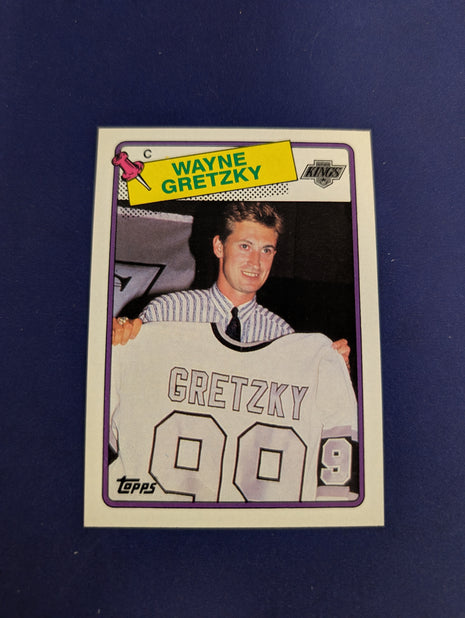 C
WAYNE
GRETZKY
KINGS
GRETZKY
99
9
TOPPS